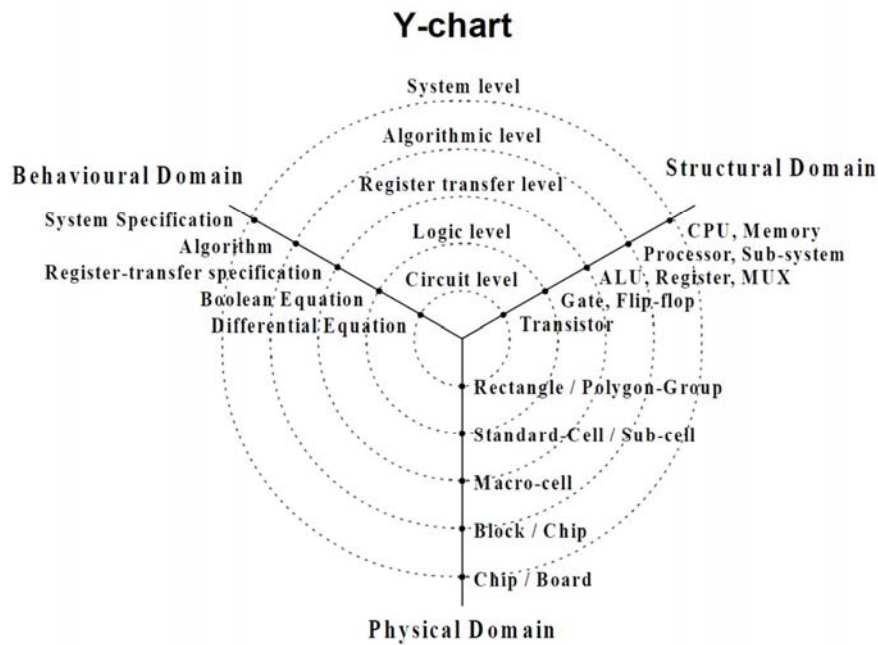 Y-chart
System level
Algorithmic level
Behavioural Domain
Structural Domain
Register transfer level
System Specification
CPU, Memory
Logic level
Algorithm
Processor, Sub-system
Register-transfer specification
Circuit level
ALU, Register, MUX
Boolean Equation
Gate, Flip-flop
Differential Equation
Transistor
Rectangle / Polygon-Group
Standard-Cell / Sub-cell
Macro-cell
Block / Chip
Chip / Board
Physical Domain